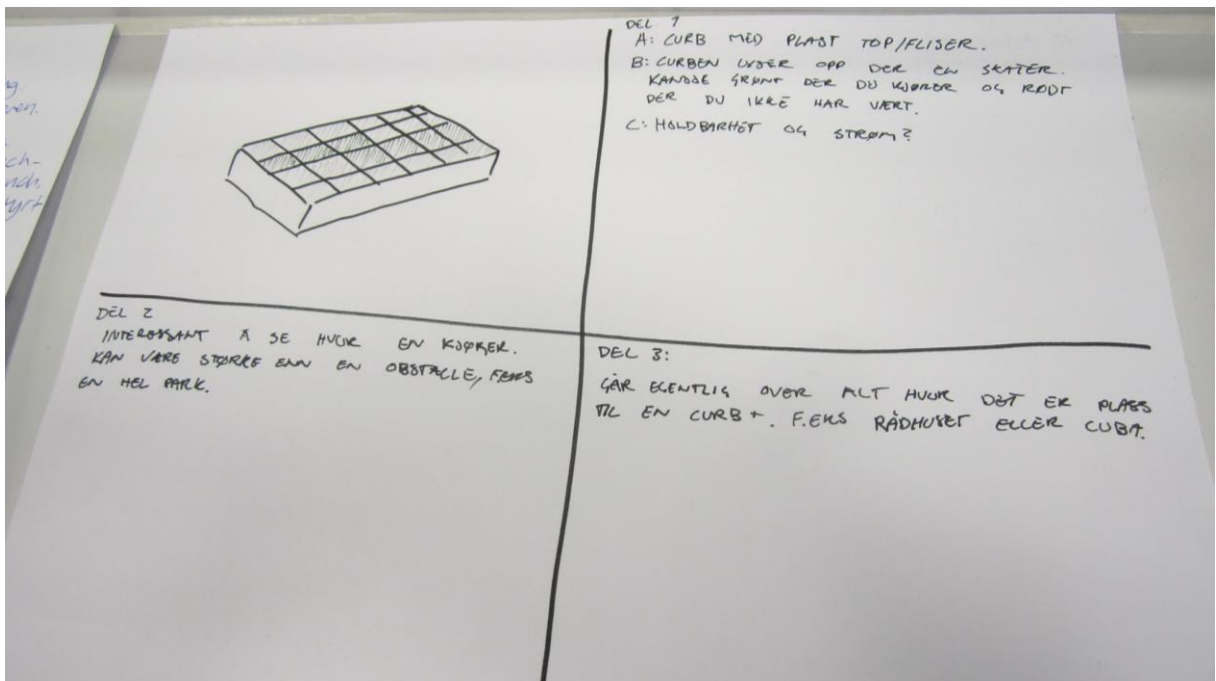 DEL 1
A: CURB MED PLAST TOP/FLISER.
B: CURBEN LYSER OPP DER EN SKATER.
KANSJE GRØNT DER DU KJØRER OG RØDT
DER DU IKKE HAR VÆRT.
C: HOLDBARHET OG STRØM?
DEL 2
INTERESSANT Å SE HVOR EN KJØRER.
KAN VÆRE STØRRE ENN EN OBSTACLE, F.EKS
EN HEL PARK.
DEL 3:
GÅR EGENTLIG OVER ALT HVOR DET ER PLASS
TIL EN CURB+. F.EKS RÅDHUSET ELLER CUBA.